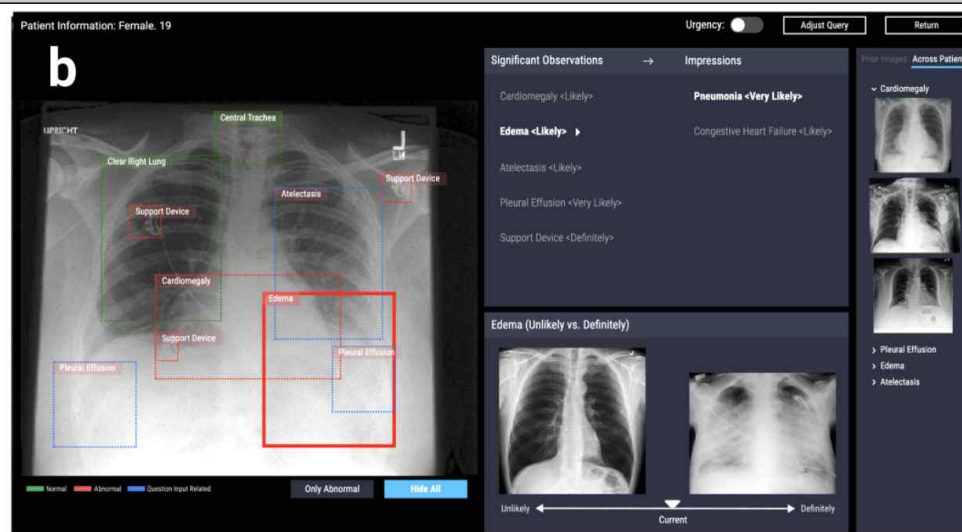 Patient Information: Female. 19
Urgency:
Adjust Query
Return
b
UPRIGHT
Central Trachea
L
Clear Right Lung
Support Device
Atelectasis
Support Device
Cardiomegaly
Edema
Support Device
Pleural Effusion
Pleural Effusion
Normal
Abnormal
Question Input Related
Only Abnormal
Hide All
Significant Observations → Impressions
Cardiomegaly <Likely>
Pneumonia <Very Likely>
Edema <Likely>
Congestive Heart Failure <Likely>
Atelectasis <Likely>
Pleural Effusion <Very Likely>
Support Device <Definitely>
Edema (Unlikely vs. Definitely)
Unlikely
Definitely
Current
Prior Images
Across Patien
Cardiomegaly
Pleural Effusion
Edema
Atelectasis